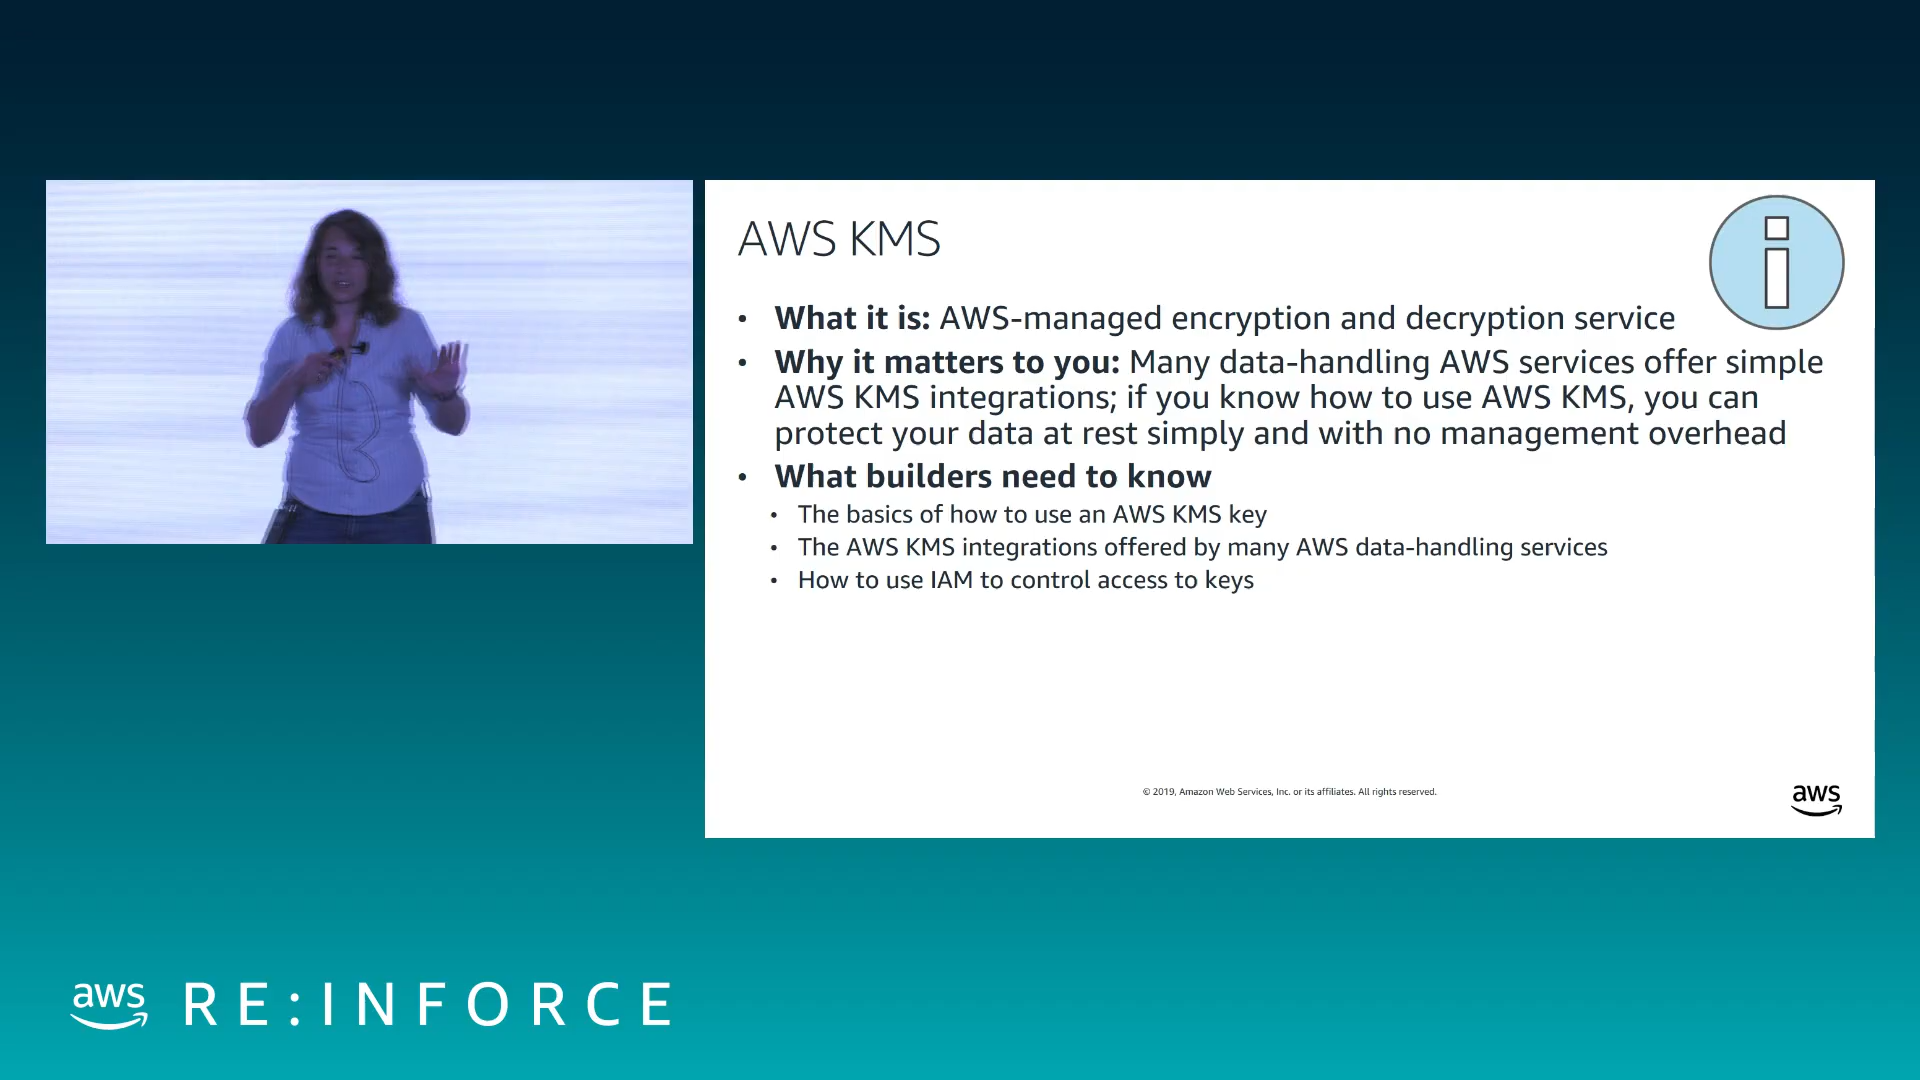 AWS KMS
• What it is: AWS-managed encryption and decryption service
• Why it matters to you: Many data-handling AWS services offer simple
AWS KMS integrations; if you know how to use AWS KMS, you can
protect your data at rest simply and with no management overhead
• What builders need to know
• The basics of how to use an AWS KMS key
• The AWS KMS integrations offered by many AWS data-handling services
• How to use IAM to control access to keys
© 2019, Amazon Web Services, Inc. or its affiliates. All rights reserved.
aws
aws RE:INFORCE